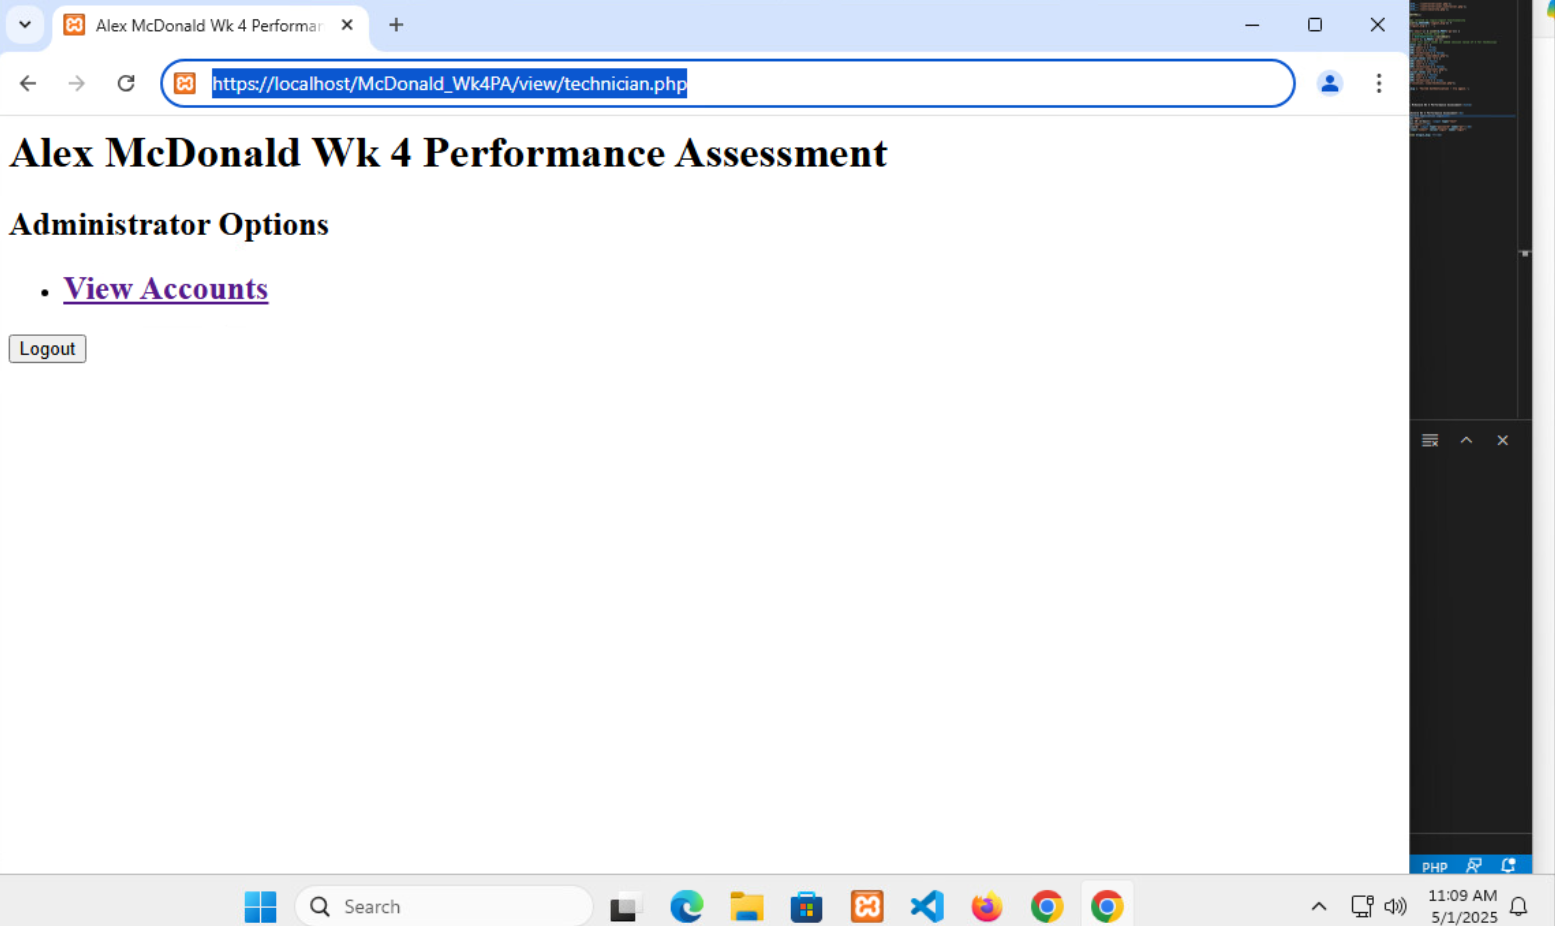 Alex McDonald Wk 4 Performan
https://localhost/McDonald_Wk4PA/view/technician.php
Alex McDonald Wk 4 Performance Assessment
Administrator Options
View Accounts
Logout
PHP
Search
11:09 AM
5/1/2025